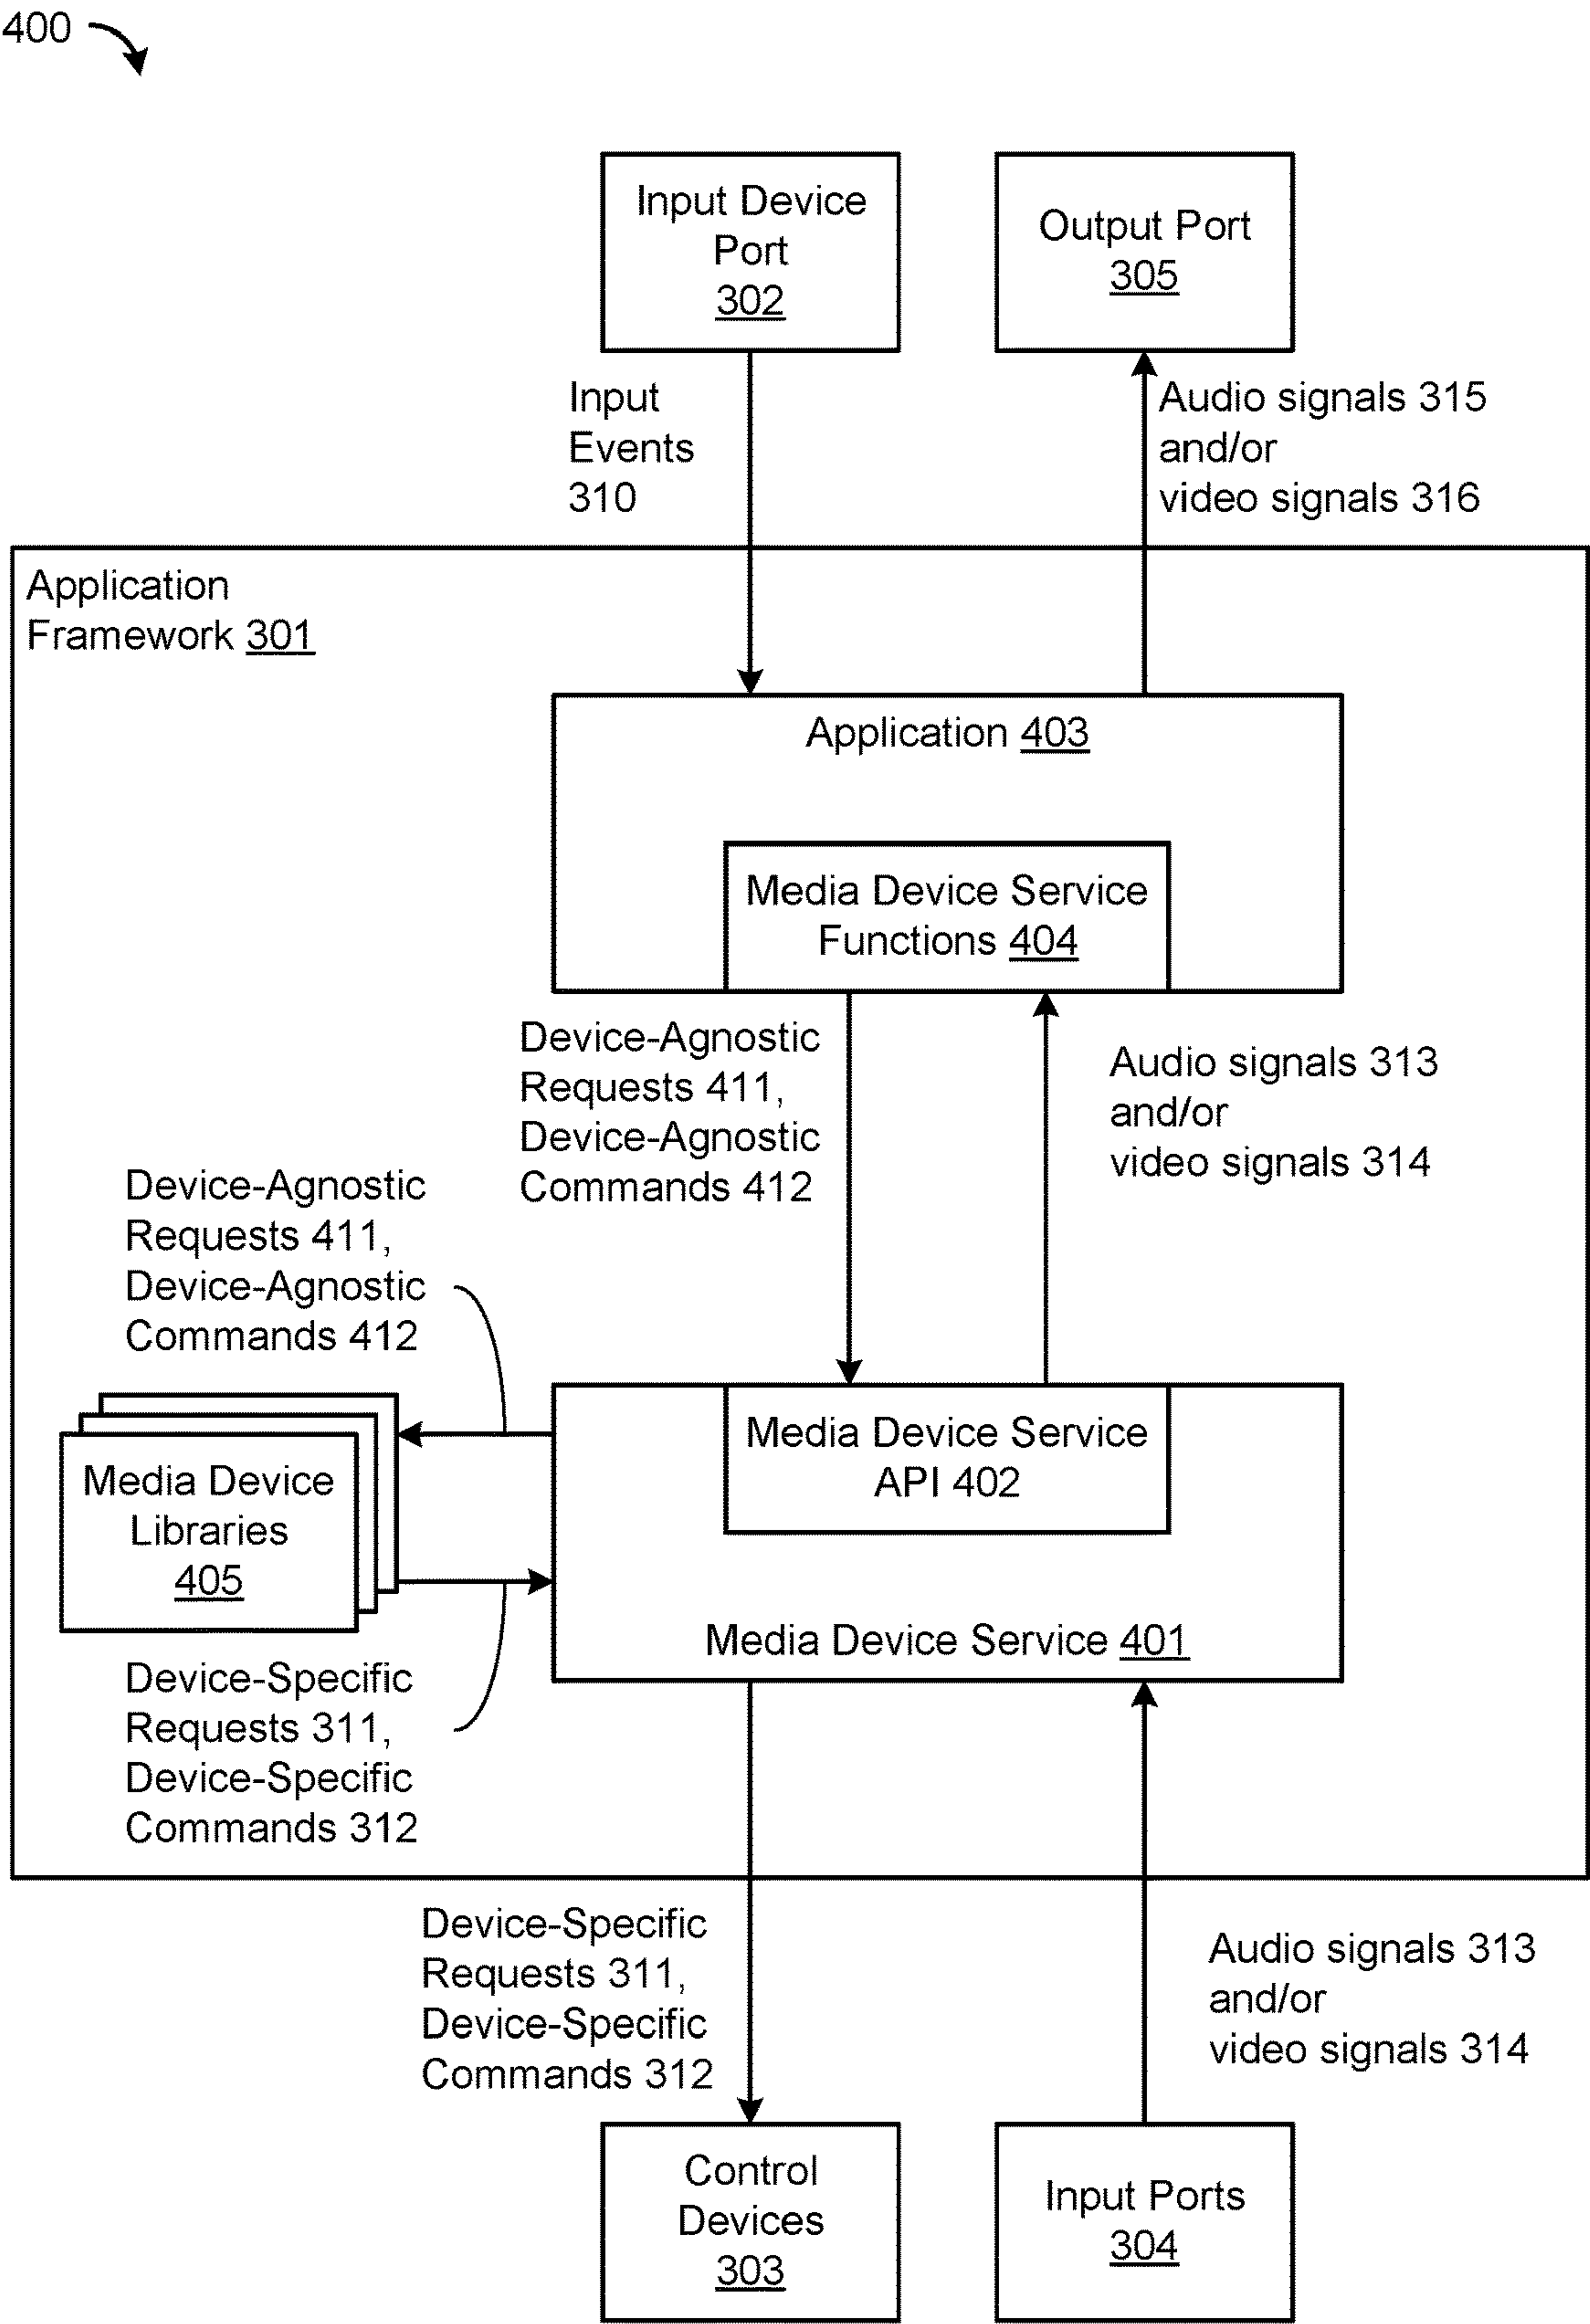 400
Input Device
Port
302
Output Port
305
Input
Events
310
Audio signals 315
and/or
video signals 316
Application
Framework 301
Application 403
Media Device Service
Functions 404
Device-Agnostic
Requests 411,
Device-Agnostic
Commands 412
Audio signals 313
and/or
video signals 314
Device-Agnostic
Requests 411,
Device-Agnostic
Commands 412
Media Device Service
API 402
Media Device
Libraries
405
Media Device Service 401
Device-Specific
Requests 311,
Device-Specific
Commands 312
Device-Specific
Requests 311,
Device-Specific
Commands 312
Audio signals 313
and/or
video signals 314
Control
Devices
303
Input Ports
304